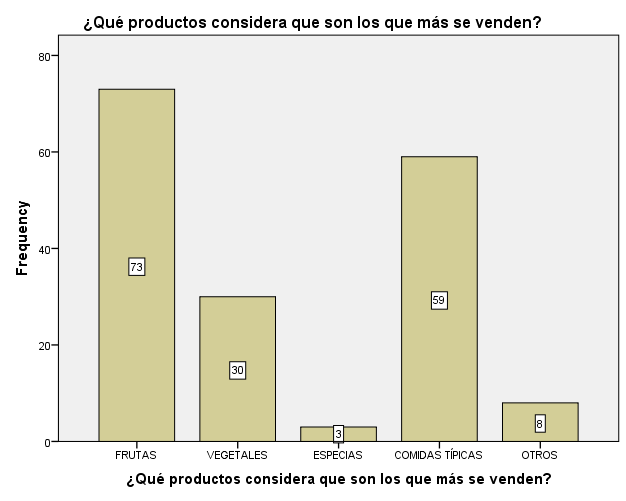 ¿Qué productos considera que son los que más se venden?
Frequency
80
60
40
20
0
73
30
3
59
8
FRUTAS
VEGETALES
ESPECIAS
COMIDAS TÍPICAS
OTROS
¿Qué productos considera que son los que más se venden?